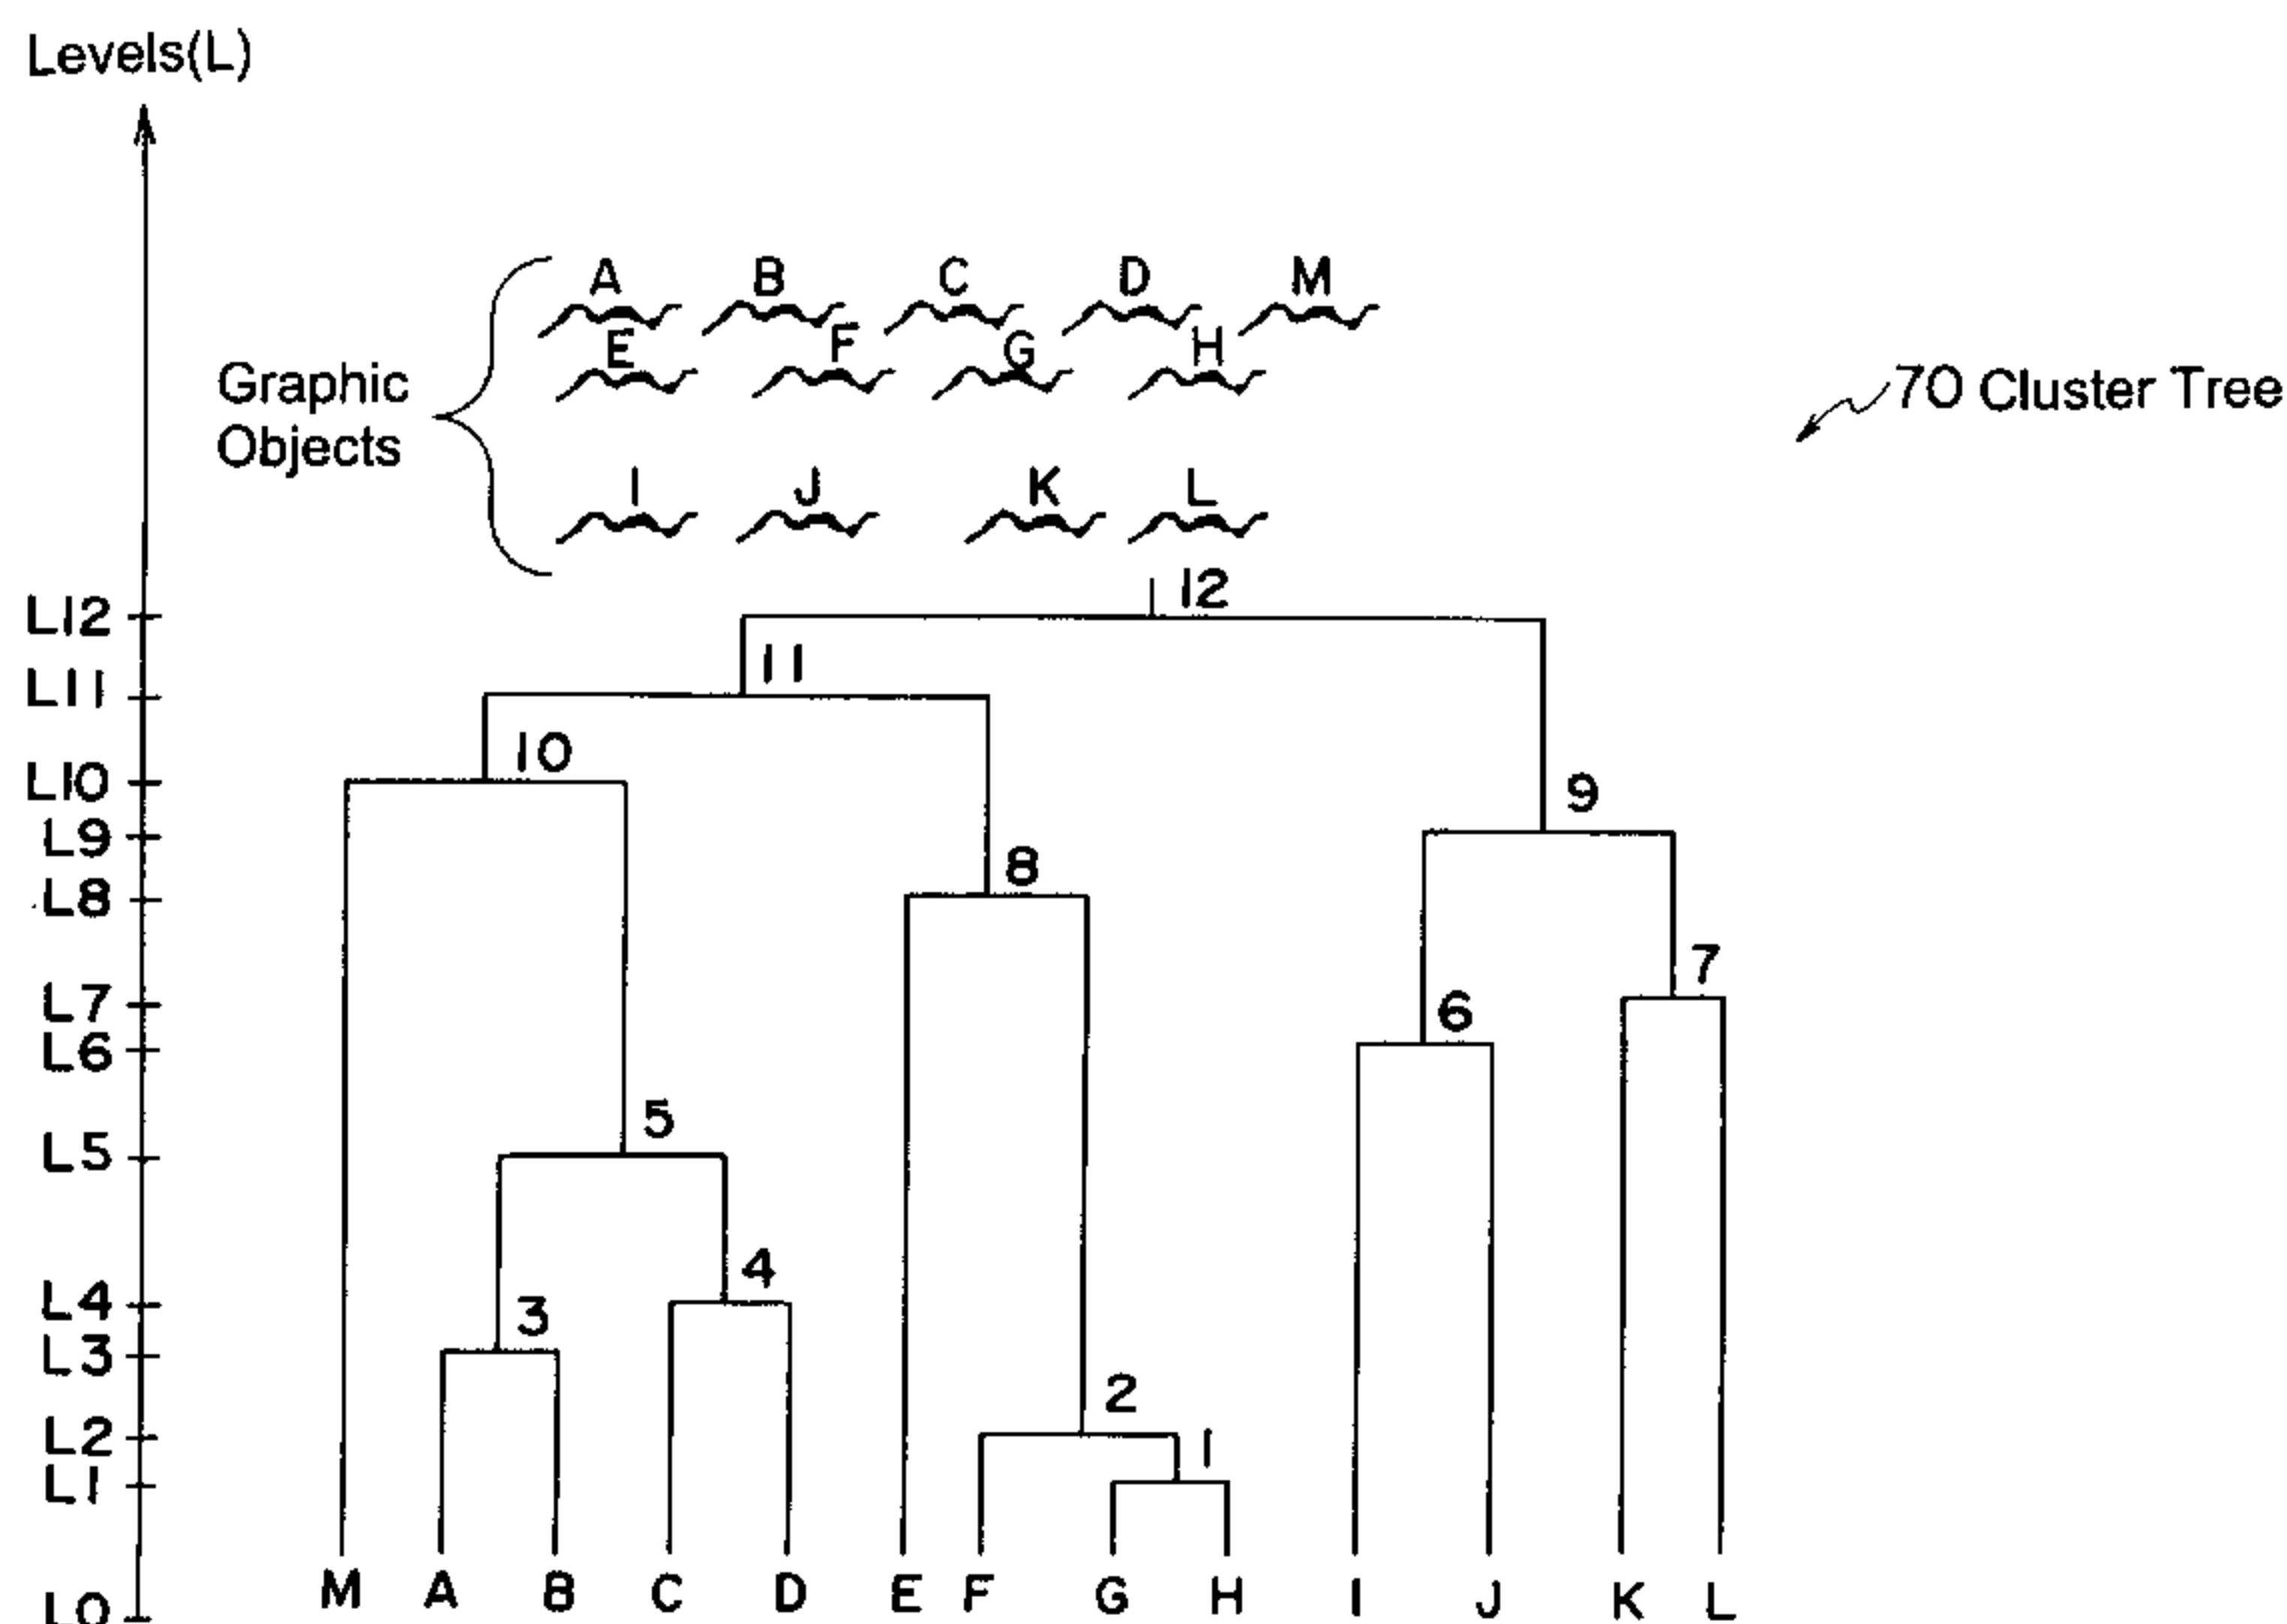 Levels(L)
A B C D M
E F G H
Graphic
Objects
70 Cluster Tree
I J K L
12
L12
11
L11
10
L10
9
L9
8
L8
7
L7
6
L6
5
L5
4
L4
3
L3
2
L2
1
L1
M A B C D E F G H I J K L
L0